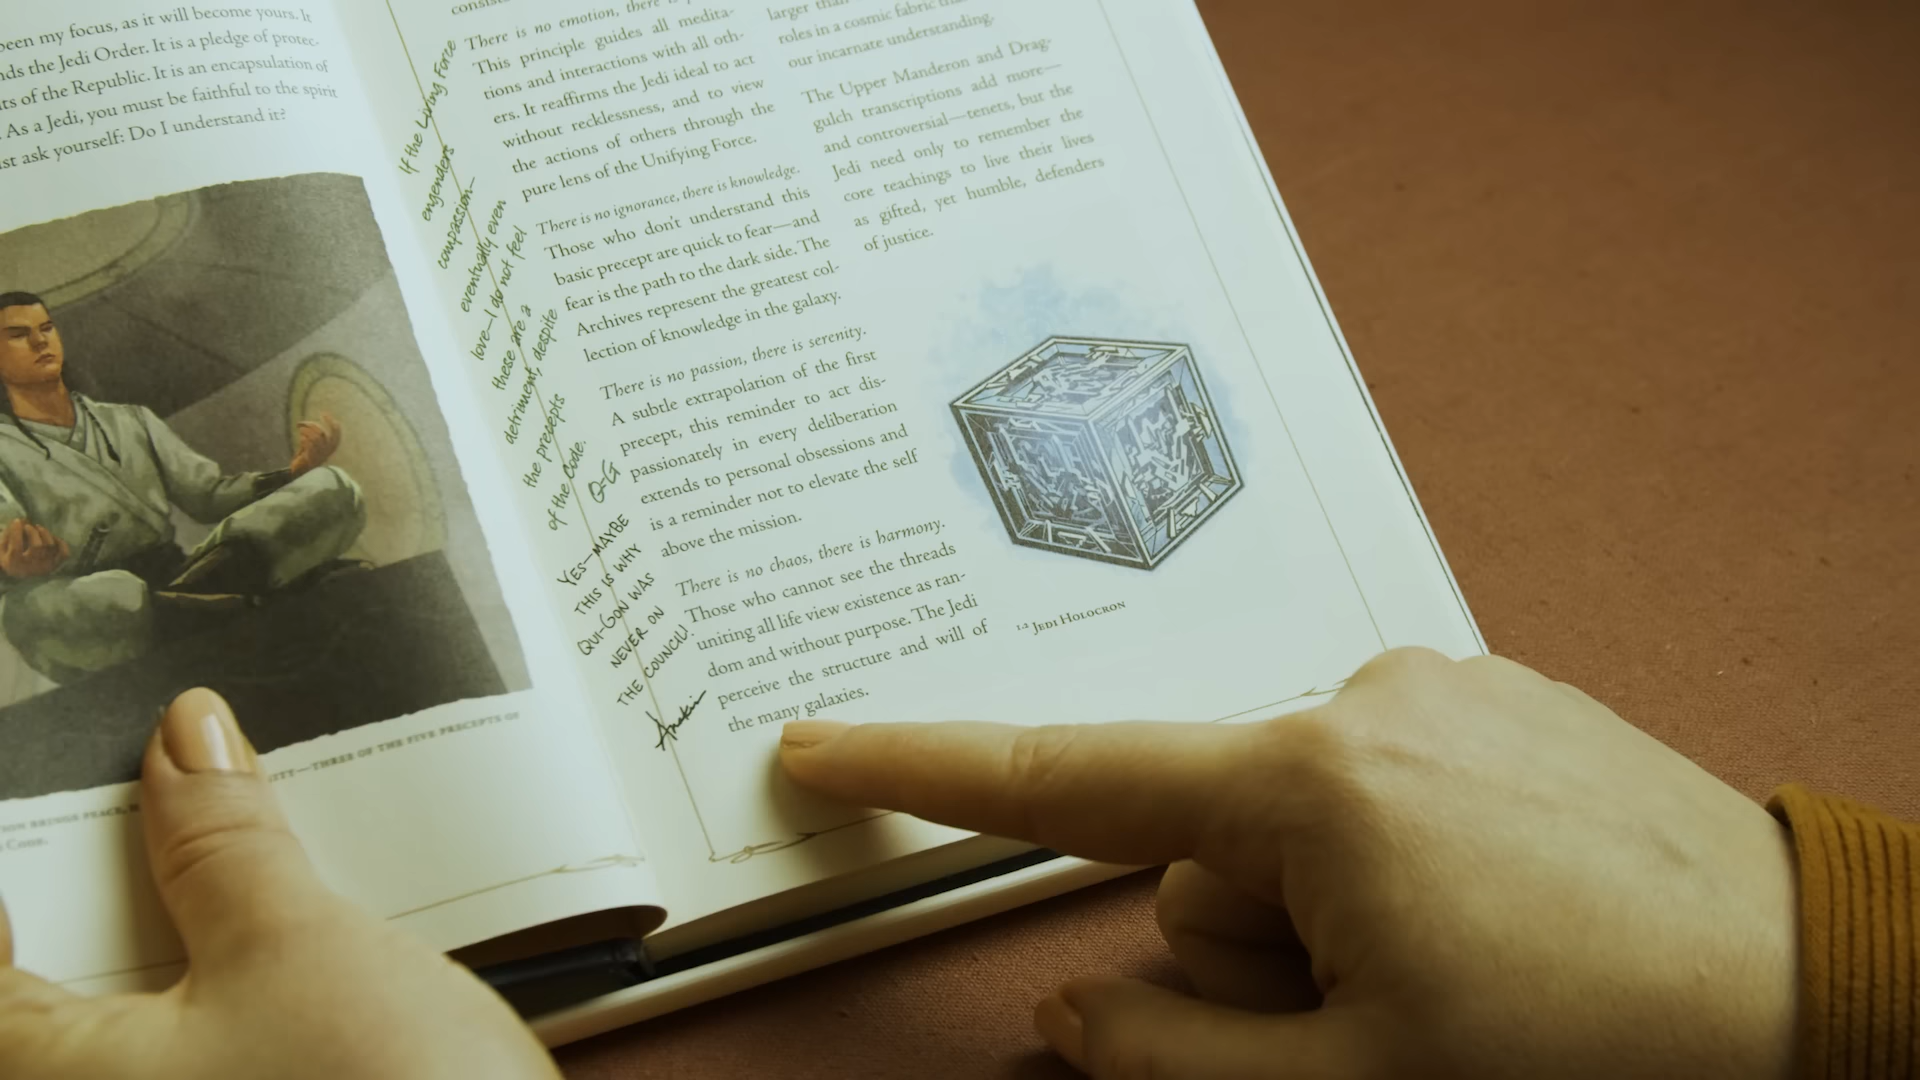 been my focus, as it will become yours. It
nds the Jedi Order. It is a pledge of protec-
ts of the Republic. It is an encapsulation of
. As a Jedi, you must be faithful to the spirit
st ask yourself: Do I understand it?
ITY—THREE OF THE FIVE PRECEPTS OF
ION BRINGS PEACE,
If the Living Force
engenders
compassion—
eventually even
love—I do not feel
these are a
detriment, despite
the precepts
of the Code.
Q-G
YES—MAYBE
THIS IS WHY
QUI-GON WAS
NEVER ON
THE COUNCIL.
Anakin
There is no emotion, there is
This principle guides all medita-
tions and interactions with all oth-
ers. It reaffirms the Jedi ideal to act
without recklessness, and to view
the actions of others through the
pure lens of the Unifying Force.
There is no ignorance, there is knowledge.
Those who don't understand this
basic precept are quick to fear—and
fear is the path to the dark side. The
Archives represent the greatest col-
lection of knowledge in the galaxy.
There is no passion, there is serenity.
A subtle extrapolation of the first
precept, this reminder to act dis-
passionately in every deliberation
extends to personal obsessions and
is a reminder not to elevate the self
above the mission.
There is no chaos, there is harmony.
Those who cannot see the threads
uniting all life view existence as ran-
dom and without purpose. The Jedi
perceive the structure and will of
the many galaxies.
larger than
roles in a cosmic fabric
our incarnate understanding.
The Upper Manderon and Drag-
gulch transcriptions add more—
and controversial—tenets, but the
Jedi need only to remember the
core teachings to live their lives
as gifted, yet humble, defenders
of justice.
1.2 JEDI HOLOCRON